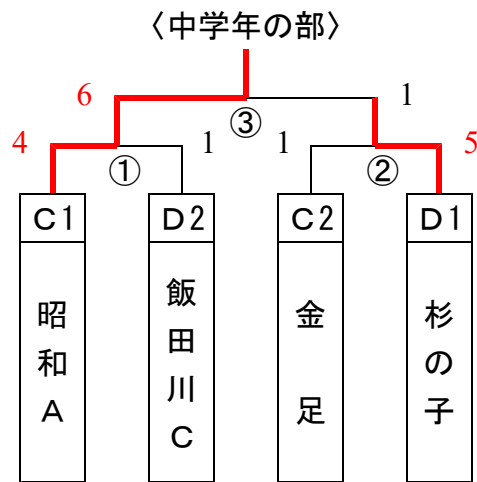 〈中学年の部〉
6 1
③
4 1 1 5
① ②
C1 D2 C2 D1
昭和A
飯田川C
金足
杉の子